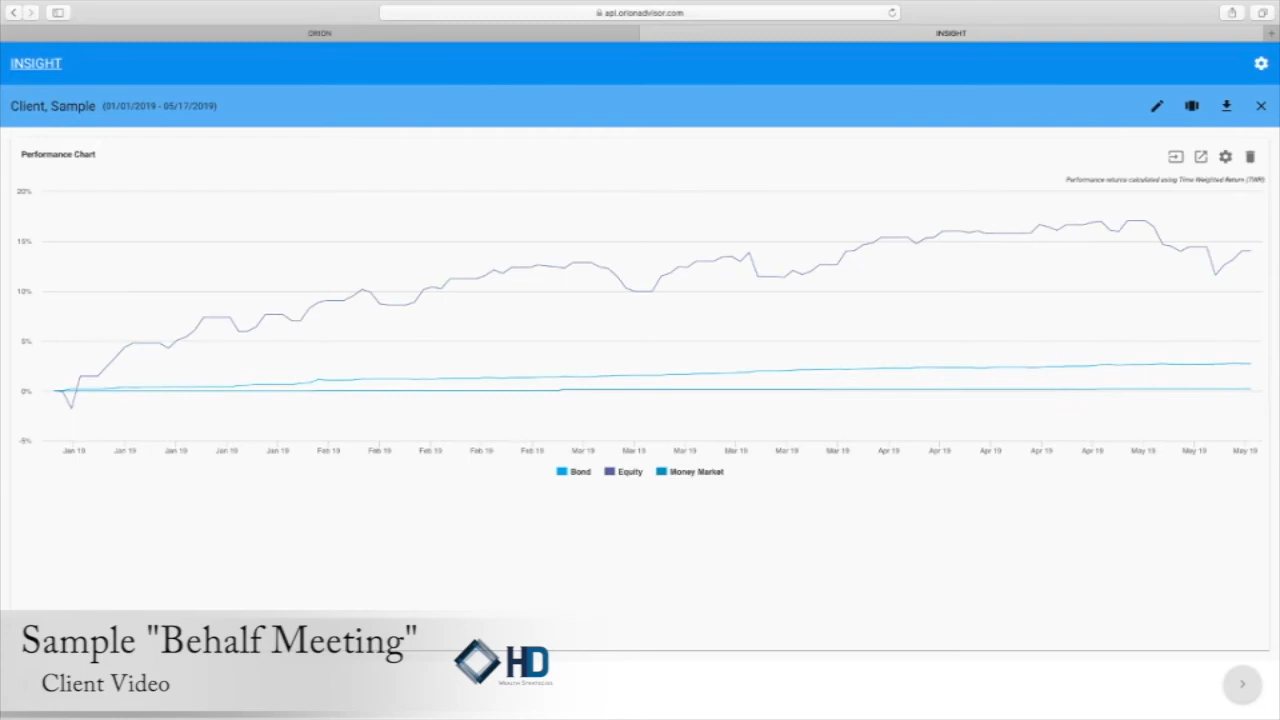 api.orionadvisor.com
ORION
INSIGHT
INSIGHT
Client, Sample (01/01/2019 - 05/17/2019)
Performance Chart
Performance returns calculated using Time Weighted Return (TWR)
20%
15%
10%
5%
0%
-5%
Jan 19 Jan 19 Jan 19 Jan 19 Jan 19 Feb 19 Feb 19 Feb 19 Feb 19 Feb 19 Mar 19 Mar 19 Mar 19 Mar 19 Mar 19 Mar 19 Apr 19 Apr 19 Apr 19 Apr 19 Apr 19 May 19 May 19 May 19
Bond Equity Money Market
Sample "Behalf Meeting"
Client Video
HD
WEALTH STRATEGIES